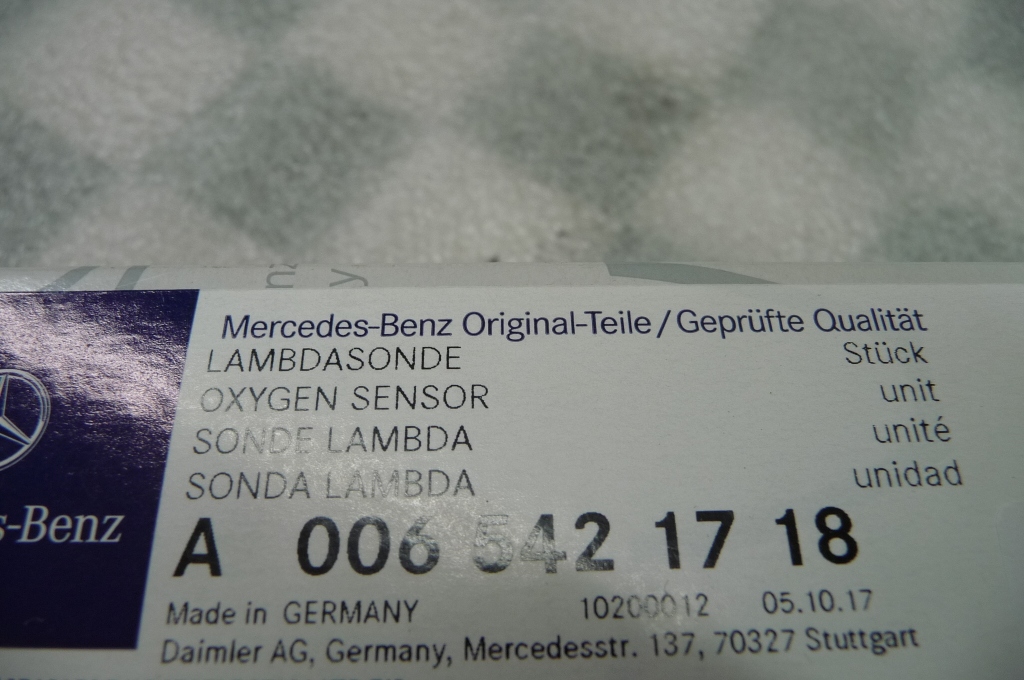 Mercedes-Benz Original-Teile / Geprüfte Qualität
LAMBDASONDE Stück
OXYGEN SENSOR unit
SONDE LAMBDA unité
SONDA LAMBDA unidad
s-Benz
A 006 542 17 18
Made in GERMANY 10200012 05.10.17
Daimler AG, Germany, Mercedesstr. 137, 70327 Stuttgart